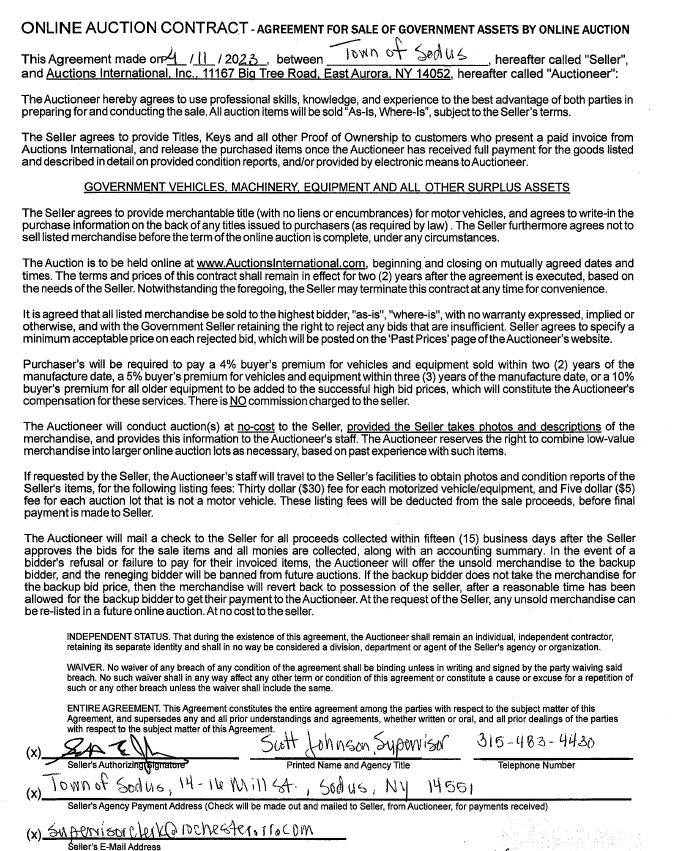 ONLINE AUCTION CONTRACT - AGREEMENT FOR SALE OF GOVERNMENT ASSETS BY ONLINE AUCTION
This Agreement made on 4 / 11 / 2023, between Town of Sodus, hereafter called "Seller",
and Auctions International, Inc., 11167 Big Tree Road, East Aurora, NY 14052, hereafter called "Auctioneer":
The Auctioneer hereby agrees to use professional skills, knowledge, and experience to the best advantage of both parties in
preparing for and conducting the sale. All auction items will be sold "As-Is, Where-Is", subject to the Seller's terms.
The Seller agrees to provide Titles, Keys and all other Proof of Ownership to customers who present a paid invoice from
Auctions International, and release the purchased items once the Auctioneer has received full payment for the goods listed
and described in detail on provided condition reports, and/or provided by electronic means to Auctioneer.
GOVERNMENT VEHICLES, MACHINERY, EQUIPMENT AND ALL OTHER SURPLUS ASSETS
The Seller agrees to provide merchantable title (with no liens or encumbrances) for motor vehicles, and agrees to write-in the
purchase information on the back of any titles issued to purchasers (as required by law) . The Seller furthermore agrees not to
sell listed merchandise before the term of the online auction is complete, under any circumstances.
The Auction is to be held online at www.AuctionsInternational.com, beginning and closing on mutually agreed dates and
times. The terms and prices of this contract shall remain in effect for two (2) years after the agreement is executed, based on
the needs of the Seller. Notwithstanding the foregoing, the Seller may terminate this contract at any time for convenience.
It is agreed that all listed merchandise be sold to the highest bidder, "as-is", "where-is", with no warranty expressed, implied or
otherwise, and with the Government Seller retaining the right to reject any bids that are insufficient. Seller agrees to specify a
minimum acceptable price on each rejected bid, which will be posted on the 'Past Prices' page of the Auctioneer's website.
Purchaser's will be required to pay a 4% buyer's premium for vehicles and equipment sold within two (2) years of the
manufacture date, a 5% buyer's premium for vehicles and equipment within three (3) years of the manufacture date, or a 10%
buyer's premium for all older equipment to be added to the successful high bid prices, which will constitute the Auctioneer's
compensation for these services. There is NO commission charged to the seller.
The Auctioneer will conduct auction(s) at no-cost to the Seller, provided the Seller takes photos and descriptions of the
merchandise, and provides this information to the Auctioneer's staff. The Auctioneer reserves the right to combine low-value
merchandise into larger online auction lots as necessary, based on past experience with such items.
If requested by the Seller, the Auctioneer's staff will travel to the Seller's facilities to obtain photos and condition reports of the
Seller's items, for the following listing fees: Thirty dollar ($30) fee for each motorized vehicle/equipment, and Five dollar ($5)
fee for each auction lot that is not a motor vehicle. These listing fees will be deducted from the sale proceeds, before final
payment is made to Seller.
The Auctioneer will mail a check to the Seller for all proceeds collected within fifteen (15) business days after the Seller
approves the bids for the sale items and all monies are collected, along with an accounting summary. In the event of a
bidder's refusal or failure to pay for their invoiced items, the Auctioneer will offer the unsold merchandise to the backup
bidder, and the reneging bidder will be banned from future auctions. If the backup bidder does not take the merchandise for
the backup bid price, then the merchandise will revert back to possession of the seller, after a reasonable time has been
allowed for the backup bidder to get their payment to the Auctioneer. At the request of the Seller, any unsold merchandise can
be re-listed in a future online auction. At no cost to the seller.
INDEPENDENT STATUS. That during the existence of this agreement, the Auctioneer shall remain an individual, independent contractor,
retaining its separate identity and shall in no way be considered a division, department or agent of the Seller's agency or organization.
WAIVER. No waiver of any breach of any condition of the agreement shall be binding unless in writing and signed by the party waiving said
breach. No such waiver shall in any way affect any other term or condition of this agreement or constitute a cause or excuse for a repetition of
such or any other breach unless the waiver shall include the same.
ENTIRE AGREEMENT. This Agreement constitutes the entire agreement among the parties with respect to the subject matter of this
Agreement, and supersedes any and all prior understandings and agreements, whether written or oral, and all prior dealings of the parties
with respect to the subject matter of this Agreement.
(x) Scott Johnson, Supervisor 315-483-4430
Seller's Authorizing Signature Printed Name and Agency Title Telephone Number
(x) Town of Sodus, 14-16 Mill St., Sodus, NY 14551
Seller's Agency Payment Address (Check will be made out and mailed to Seller, from Auctioneer, for payments received)
(x) supervisorclerk@rochester.rr.com
Seller's E-Mail Address